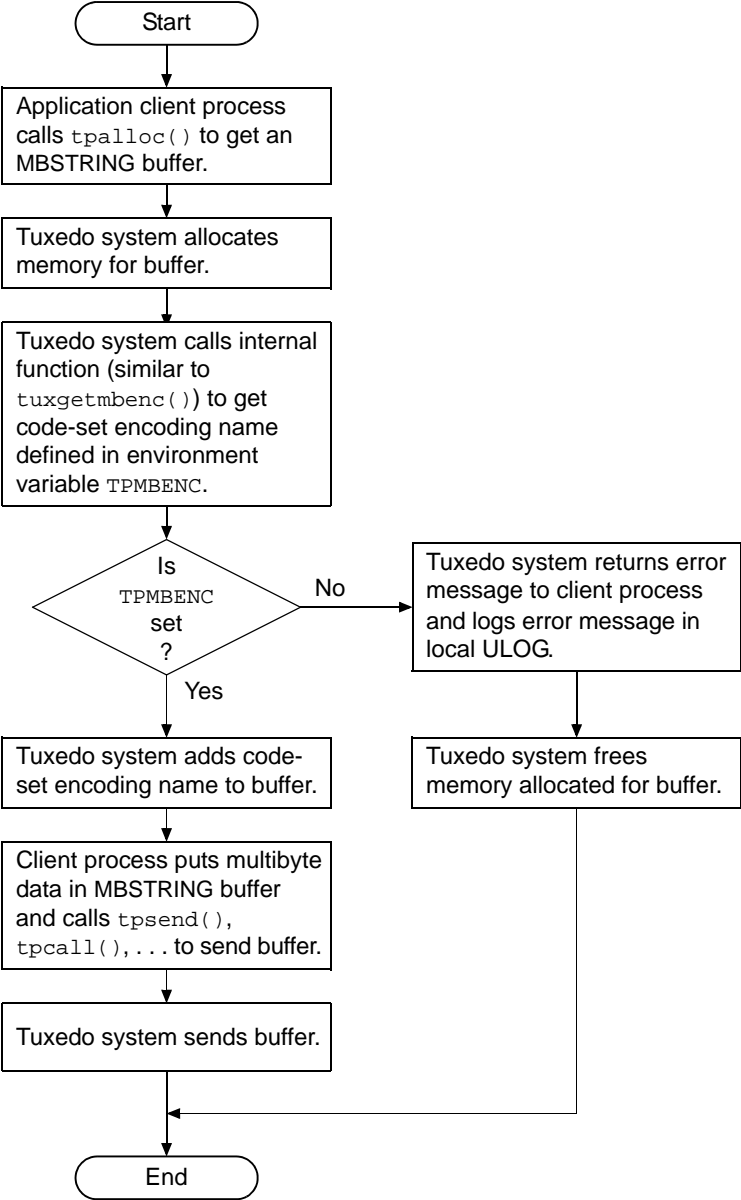 Start
Application client process
calls tpalloc() to get an
MBSTRING buffer.
Tuxedo system allocates
memory for buffer.
Tuxedo system calls internal
function (similar to
tuxgetmbenc()) to get
code-set encoding name
defined in environment
variable TPMBENC.
Is
TPMBENC
set
?
No
Tuxedo system returns error
message to client process
and logs error message in
local ULOG.
Yes
Tuxedo system adds code-
set encoding name to buffer.
Tuxedo system frees
memory allocated for buffer.
Client process puts multibyte
data in MBSTRING buffer
and calls tpsend(),
tpcall(),... to send buffer.
Tuxedo system sends buffer.
End